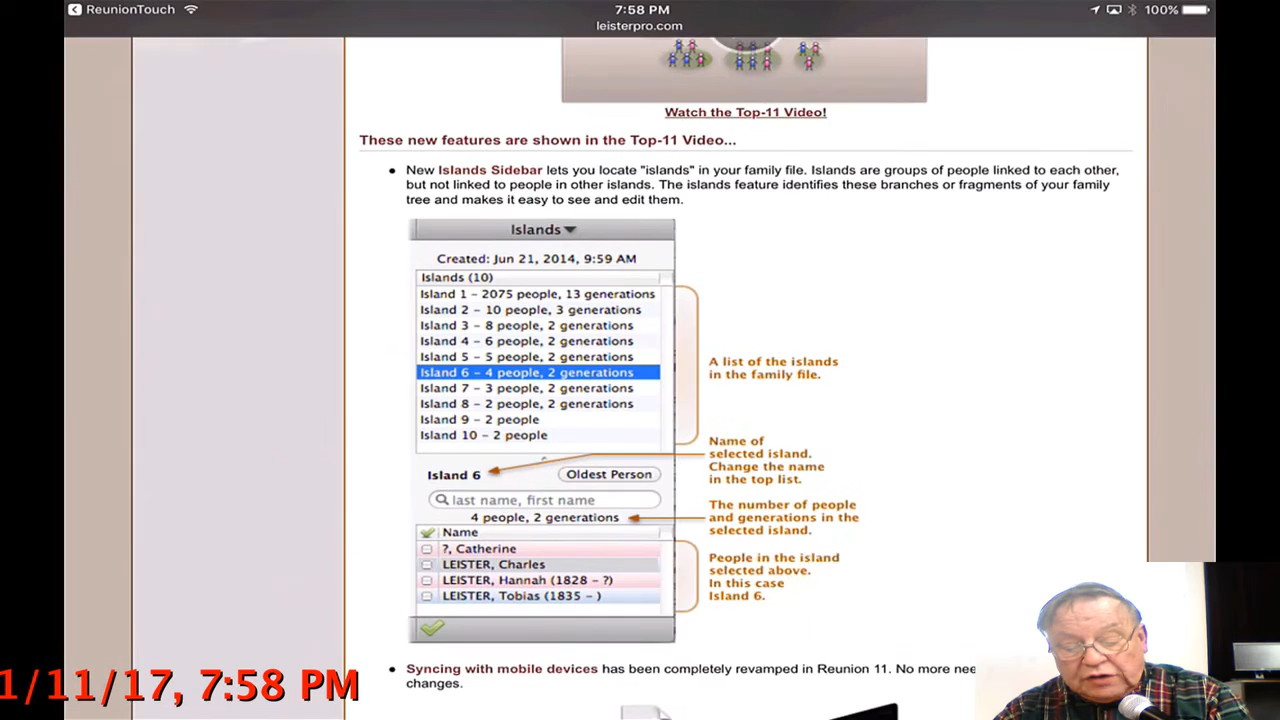 ReunionTouch
7:58 PM
100%
leisterpro.com
Watch the Top-11 Video!
These new features are shown in the Top-11 Video...
• New Islands Sidebar lets you locate "islands" in your family file. Islands are groups of people linked to each other,
but not linked to people in other islands. The islands feature identifies these branches or fragments of your family
tree and makes it easy to see and edit them.
Islands
Created: Jun 21, 2014, 9:59 AM
Islands (10)
Island 1 – 2075 people, 13 generations
Island 2 – 10 people, 3 generations
Island 3 – 8 people, 2 generations
Island 4 – 6 people, 2 generations
Island 5 – 5 people, 2 generations
Island 6 – 4 people, 2 generations
Island 7 – 3 people, 2 generations
Island 8 – 2 people, 2 generations
Island 9 – 2 people
Island 10 – 2 people
A list of the islands
in the family file.
Name of
selected island.
Change the name
in the top list.
Island 6
Oldest Person
last name, first name
4 people, 2 generations
The number of people
and generations in the
selected island.
Name
?, Catherine
LEISTER, Charles
LEISTER, Hannah (1828 – ?)
LEISTER, Tobias (1835 – )
People in the island
selected above.
In this case
Island 6.
• Syncing with mobile devices has been completely revamped in Reunion 11. No more
changes.
1/11/17, 7:58 PM